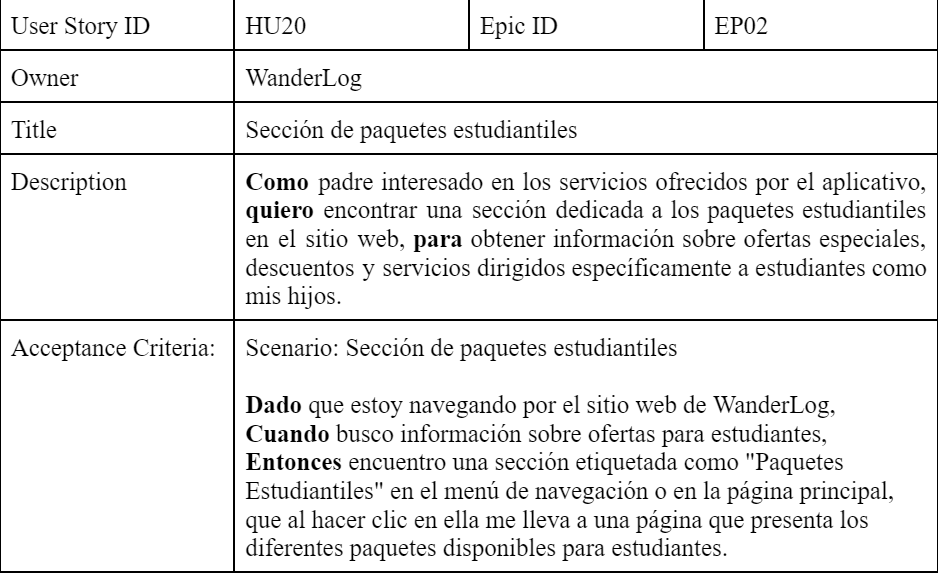 User Story ID HU20 Epic ID EP02
Owner WanderLog
Title Sección de paquetes estudiantiles
Description Como padre interesado en los servicios ofrecidos por el aplicativo,
quiero encontrar una sección dedicada a los paquetes estudiantiles
en el sitio web, para obtener información sobre ofertas especiales,
descuentos y servicios dirigidos específicamente a estudiantes como
mis hijos.
Acceptance Criteria: Scenario: Sección de paquetes estudiantiles
Dado que estoy navegando por el sitio web de WanderLog,
Cuando busco información sobre ofertas para estudiantes,
Entonces encuentro una sección etiquetada como "Paquetes
Estudiantiles" en el menú de navegación o en la página principal,
que al hacer clic en ella me lleva a una página que presenta los
diferentes paquetes disponibles para estudiantes.